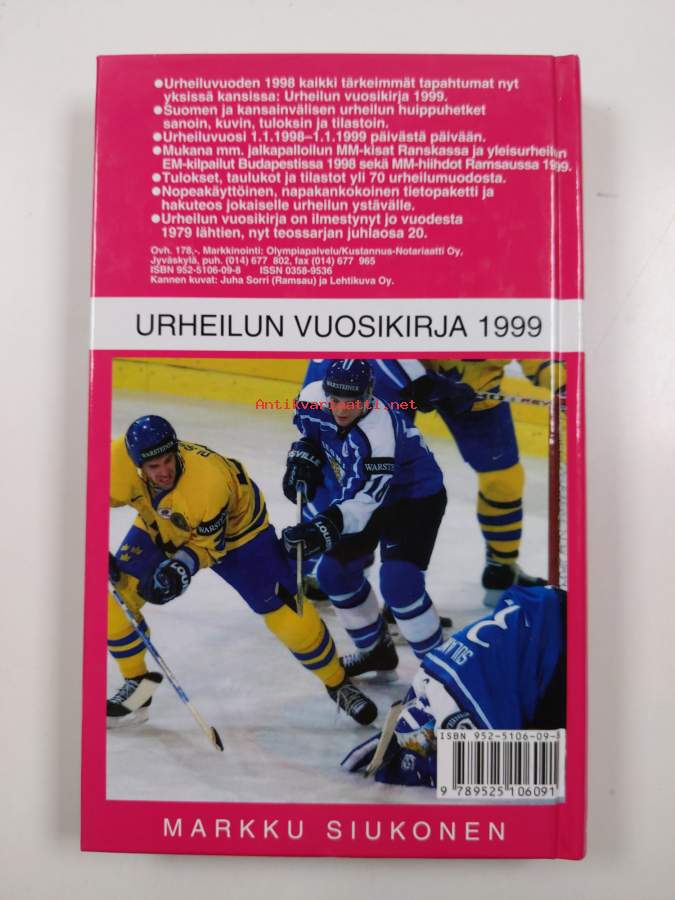 ●Urheiluvuoden 1998 kaikki tärkeimmät tapahtumat nyt
yksissä kansissa: Urheilun vuosikirja 1999.
●Suomen ja kansainvälisen urheilun huippuhetket
sanoin, kuvin, tuloksin ja tilastoin.
●Urheiluvuosi 1.1.1998–1.1.1999 päivästä päivään.
●Mukana mm. jalkapalloilun MM-kisat Ranskassa ja yleisurheilun
EM-kilpailut Budapestissa 1998 sekä MM-hiihdot Ramsaussa 1999.
●Tulokset, taulukot ja tilastot yli 70 urheilumuodosta.
●Nopeakäyttöinen, napakankokoinen tietopaketti ja
hakuteos jokaiselle urheilun ystävälle.
●Urheilun vuosikirja on ilmestynyt jo vuodesta
1979 lähtien, nyt teossarjan juhlaosa 20.
Ovh. 178,-. Markkinointi: Olympiapalvelu/Kustannus-Notariaatti Oy,
Jyväskylä, puh. (014) 677 802, fax (014) 677 965
ISBN 952-5106-09-8 ISSN 0358-9536
Kannen kuvat: Juha Sorri (Ramsau) ja Lehtikuva Oy.
URHEILUN VUOSIKIRJA 1999
WARSTEINER
Antikvariaatti.net
WARSTEINER
WARSTEINER
ISBN 952-5106-09-8
9 789525 106091
MARKKU SIUKONEN